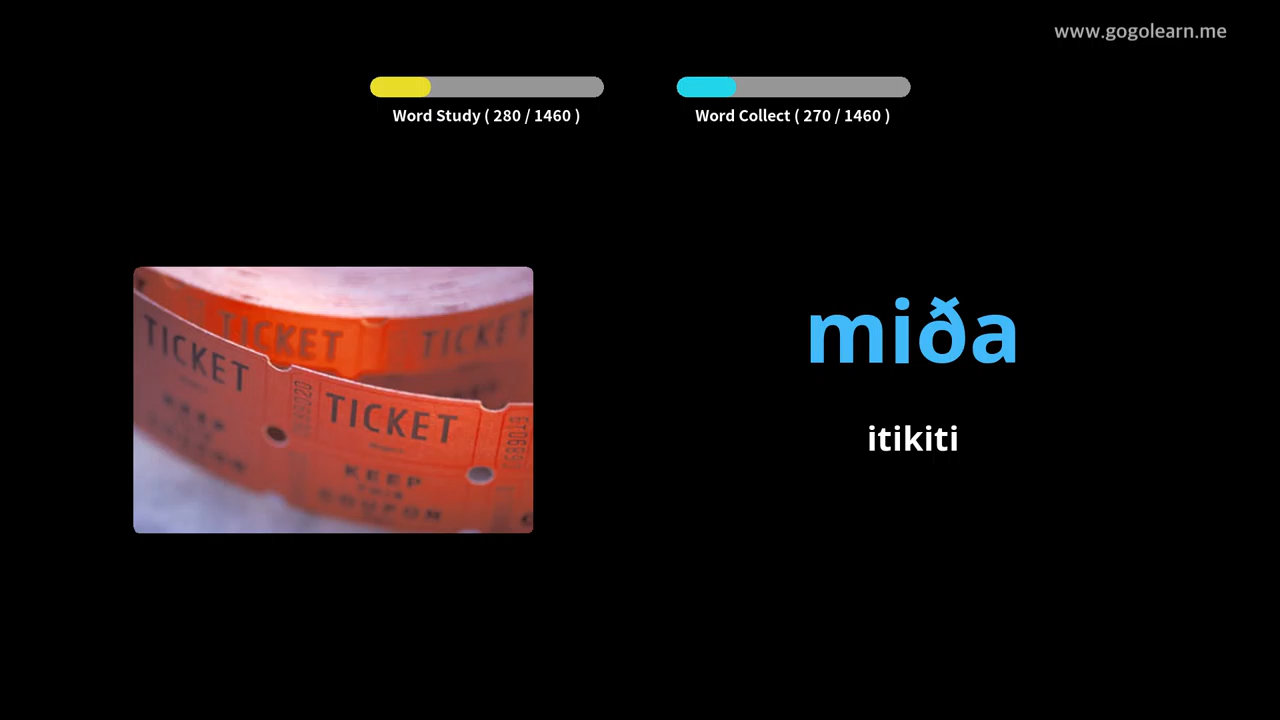 www.gogolearn.me
Word Study ( 280 / 1460 )
Word Collect ( 270 / 1460 )
miða
itikiti
TICKET
TICKET
TICKET
TICKET
KEEP